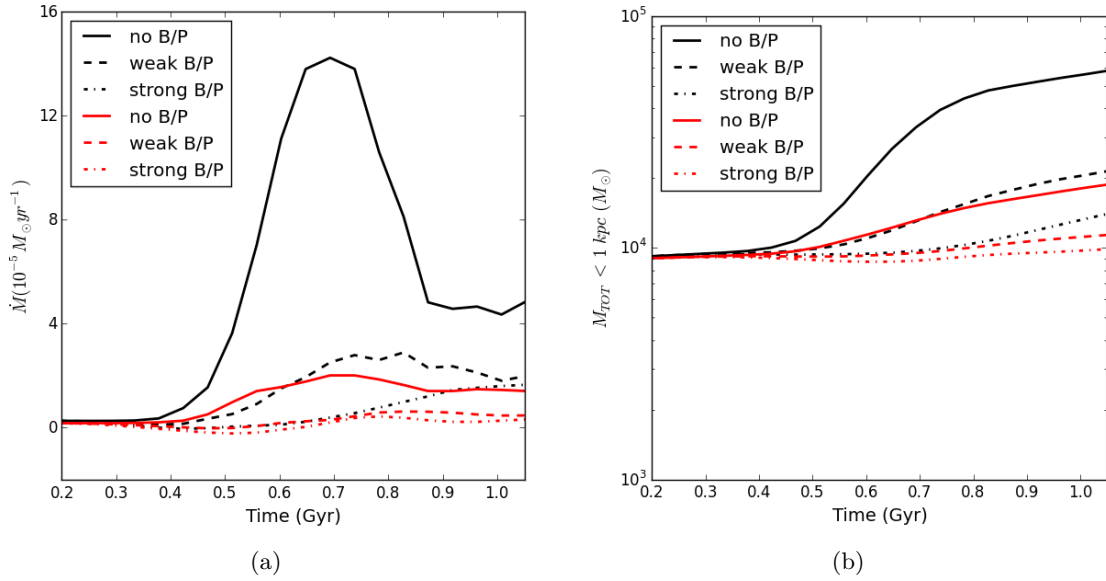 16
12
8
4
0
0.2 0.3 0.4 0.5 0.6 0.7 0.8 0.9 1.0
Time (Gyr)
Ṁ(10⁻⁵ M⊙yr⁻¹)
no B/P
weak B/P
strong B/P
no B/P
weak B/P
strong B/P
(a)
10⁵
10⁴
10³
0.2 0.3 0.4 0.5 0.6 0.7 0.8 0.9 1.0
Time (Gyr)
M_TOT < 1 kpc (M⊙)
no B/P
weak B/P
strong B/P
no B/P
weak B/P
strong B/P
(b)